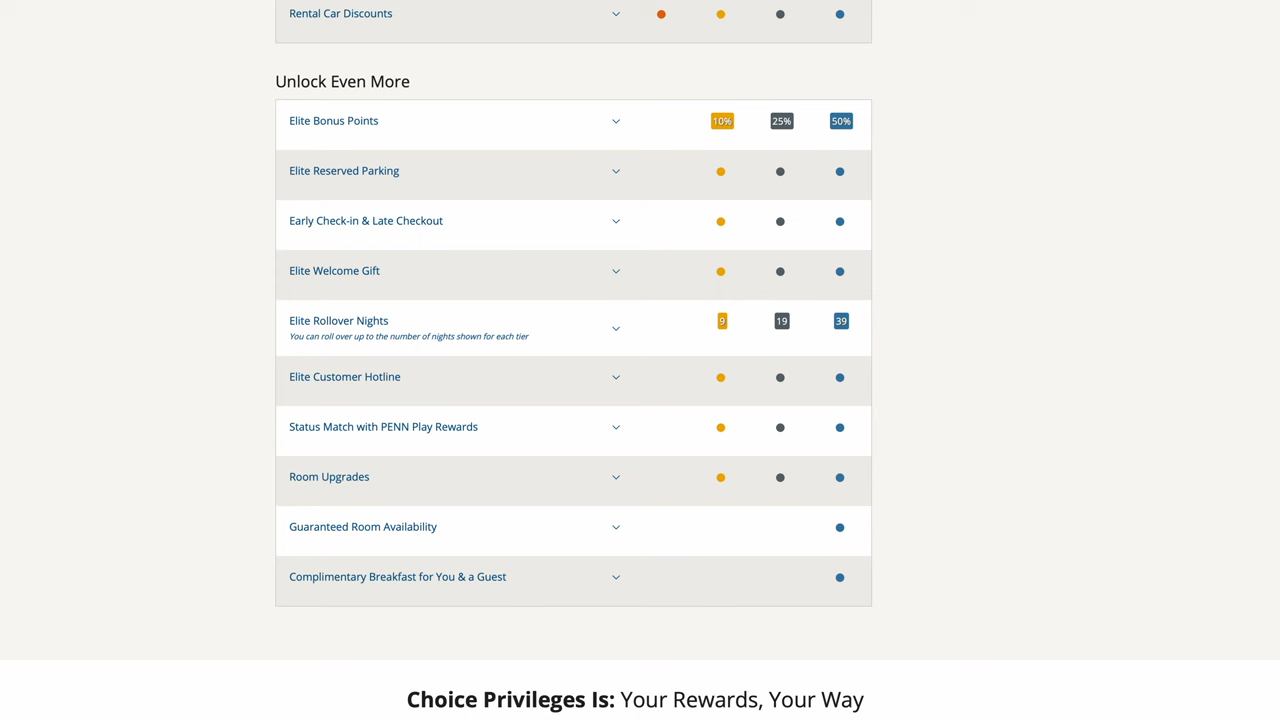 Rental Car Discounts
Unlock Even More
Elite Bonus Points 10% 25% 50%
Elite Reserved Parking
Early Check-in & Late Checkout
Elite Welcome Gift
Elite Rollover Nights 9 19 39
You can roll over up to the number of nights shown for each tier
Elite Customer Hotline
Status Match with PENN Play Rewards
Room Upgrades
Guaranteed Room Availability
Complimentary Breakfast for You & a Guest
Choice Privileges Is: Your Rewards, Your Way